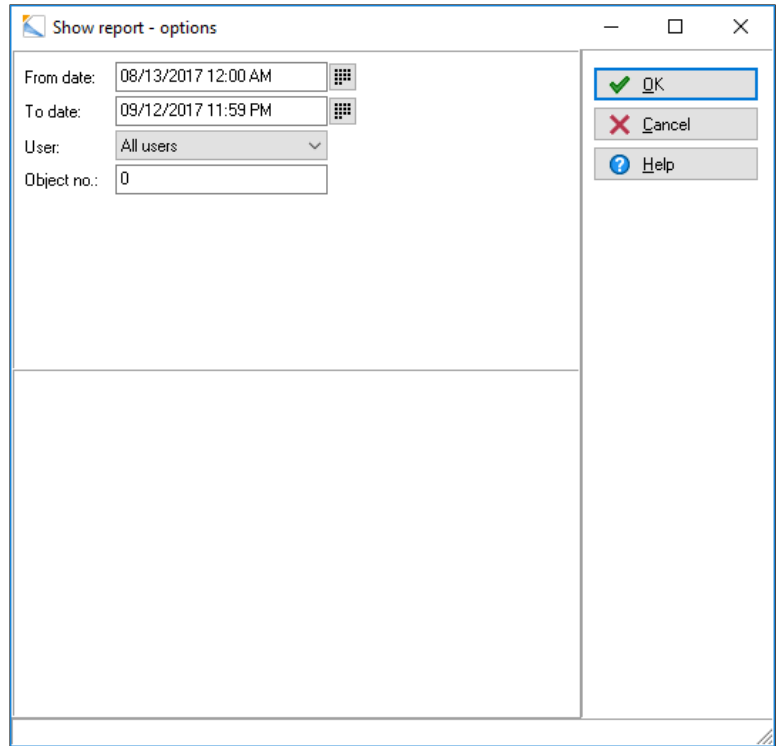 Show report - options
From date: 08/13/2017 12:00 AM
To date: 09/12/2017 11:59 PM
User: All users
Object no.: 0
OK
Cancel
Help